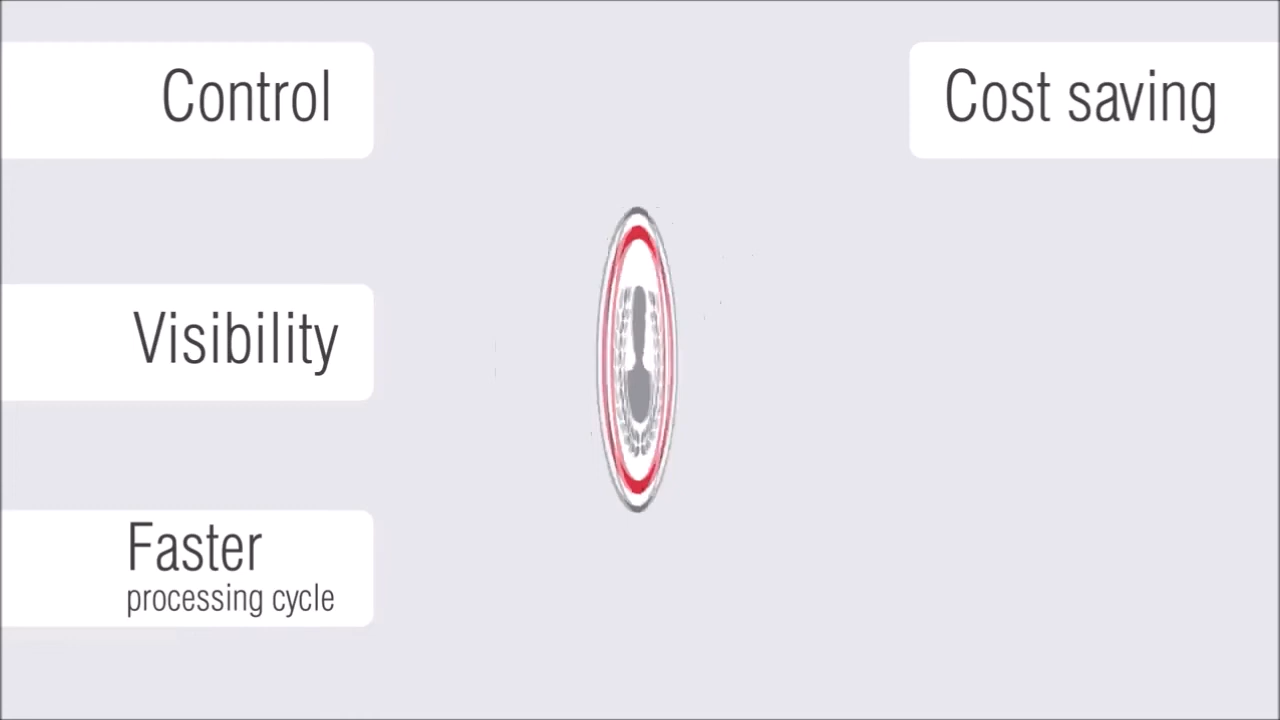 Control
Cost saving
Visibility
Faster
processing cycle